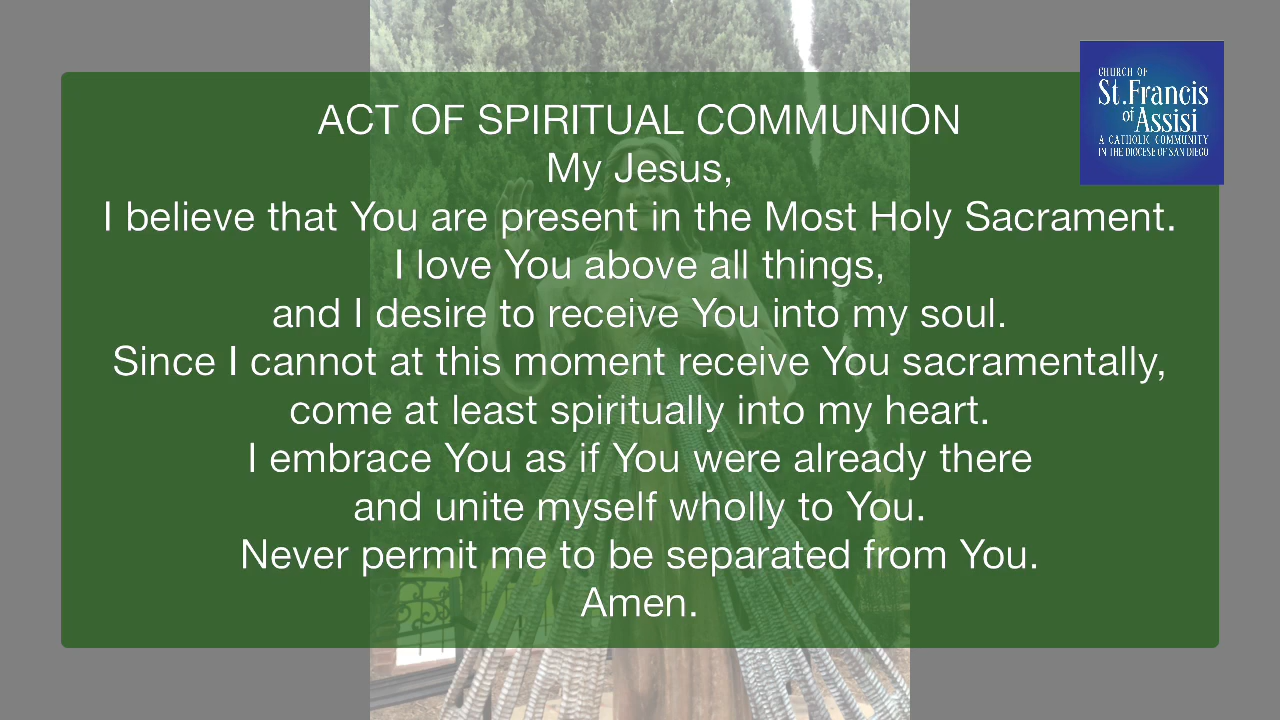 ACT OF SPIRITUAL COMMUNION
My Jesus,
I believe that You are present in the Most Holy Sacrament.
I love You above all things,
and I desire to receive You into my soul.
Since I cannot at this moment receive You sacramentally,
come at least spiritually into my heart.
I embrace You as if You were already there
and unite myself wholly to You.
Never permit me to be separated from You.
Amen.
CHURCH OF
St.Francis
of
Assisi
A CATHOLIC COMMUNITY
IN THE DIOCESE OF SAN DIEGO